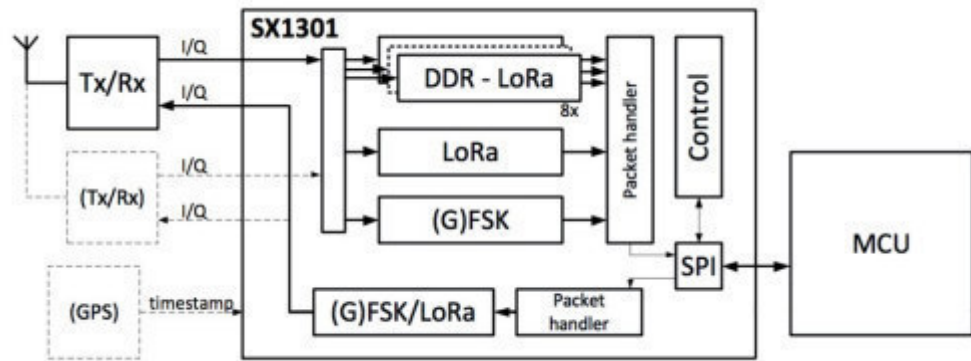 SX1301
I/Q
Tx/Rx
I/Q
DDR - LoRa
8x
LoRa
Packet handler
Control
I/Q
(Tx/Rx)
I/Q
(G)FSK
MCU
SPI
(GPS)
timestamp
(G)FSK/LoRa
Packet
handler